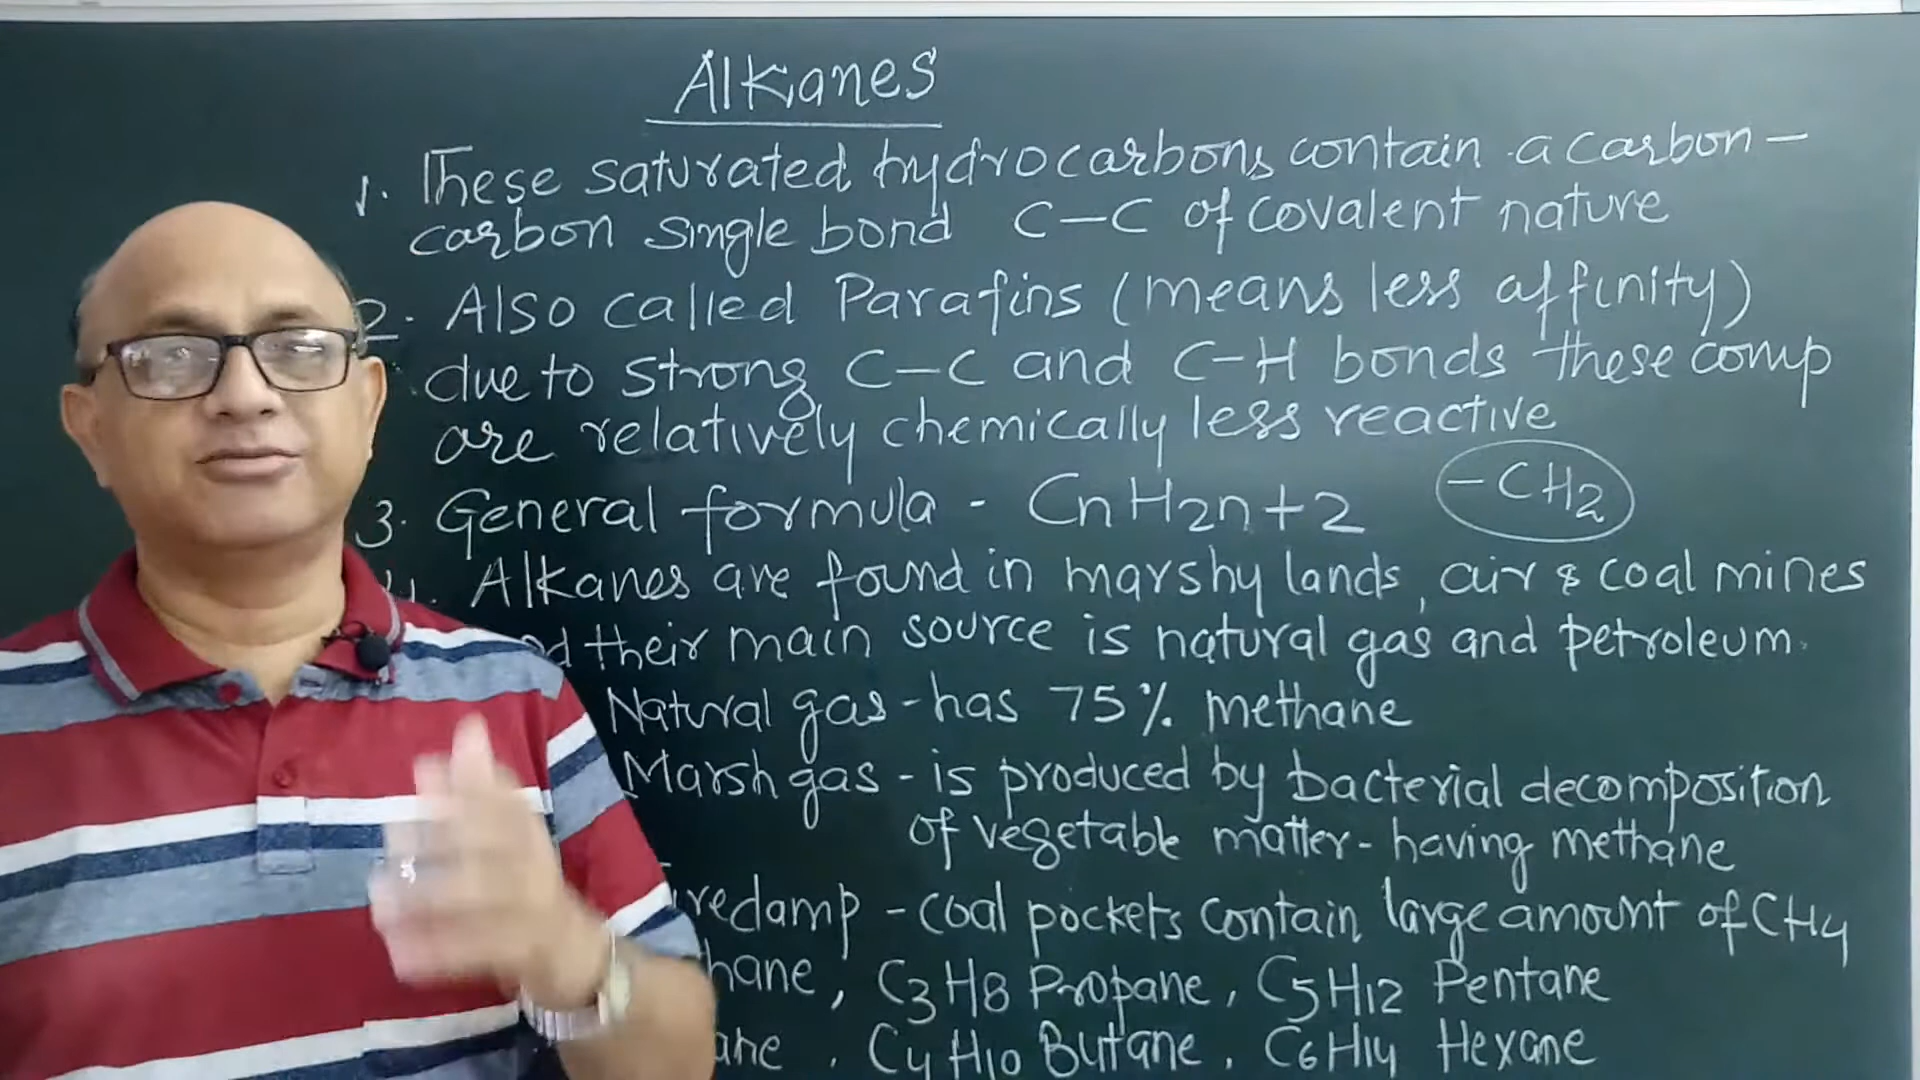 Alkanes
1. These saturated hydrocarbons contain a carbon –
carbon single bond C–C of covalent nature
2. Also called Parafins (means less affinity)
due to strong C–C and C–H bonds these comp
are relatively chemically less reactive
3. General formula - CnH2n+2 -CH2
4. Alkanes are found in marshy lands, air & coal mines
their main source is natural gas and petroleum.
Natural gas - has 75% methane
Marsh gas - is produced by bacterial decomposition
of vegetable matter - having methane
redamp - coal pockets contain large amount of CH4
hane, C3H8 Propane, C5H12 Pentane
ane, C4H10 Butane, C6H14 Hexane